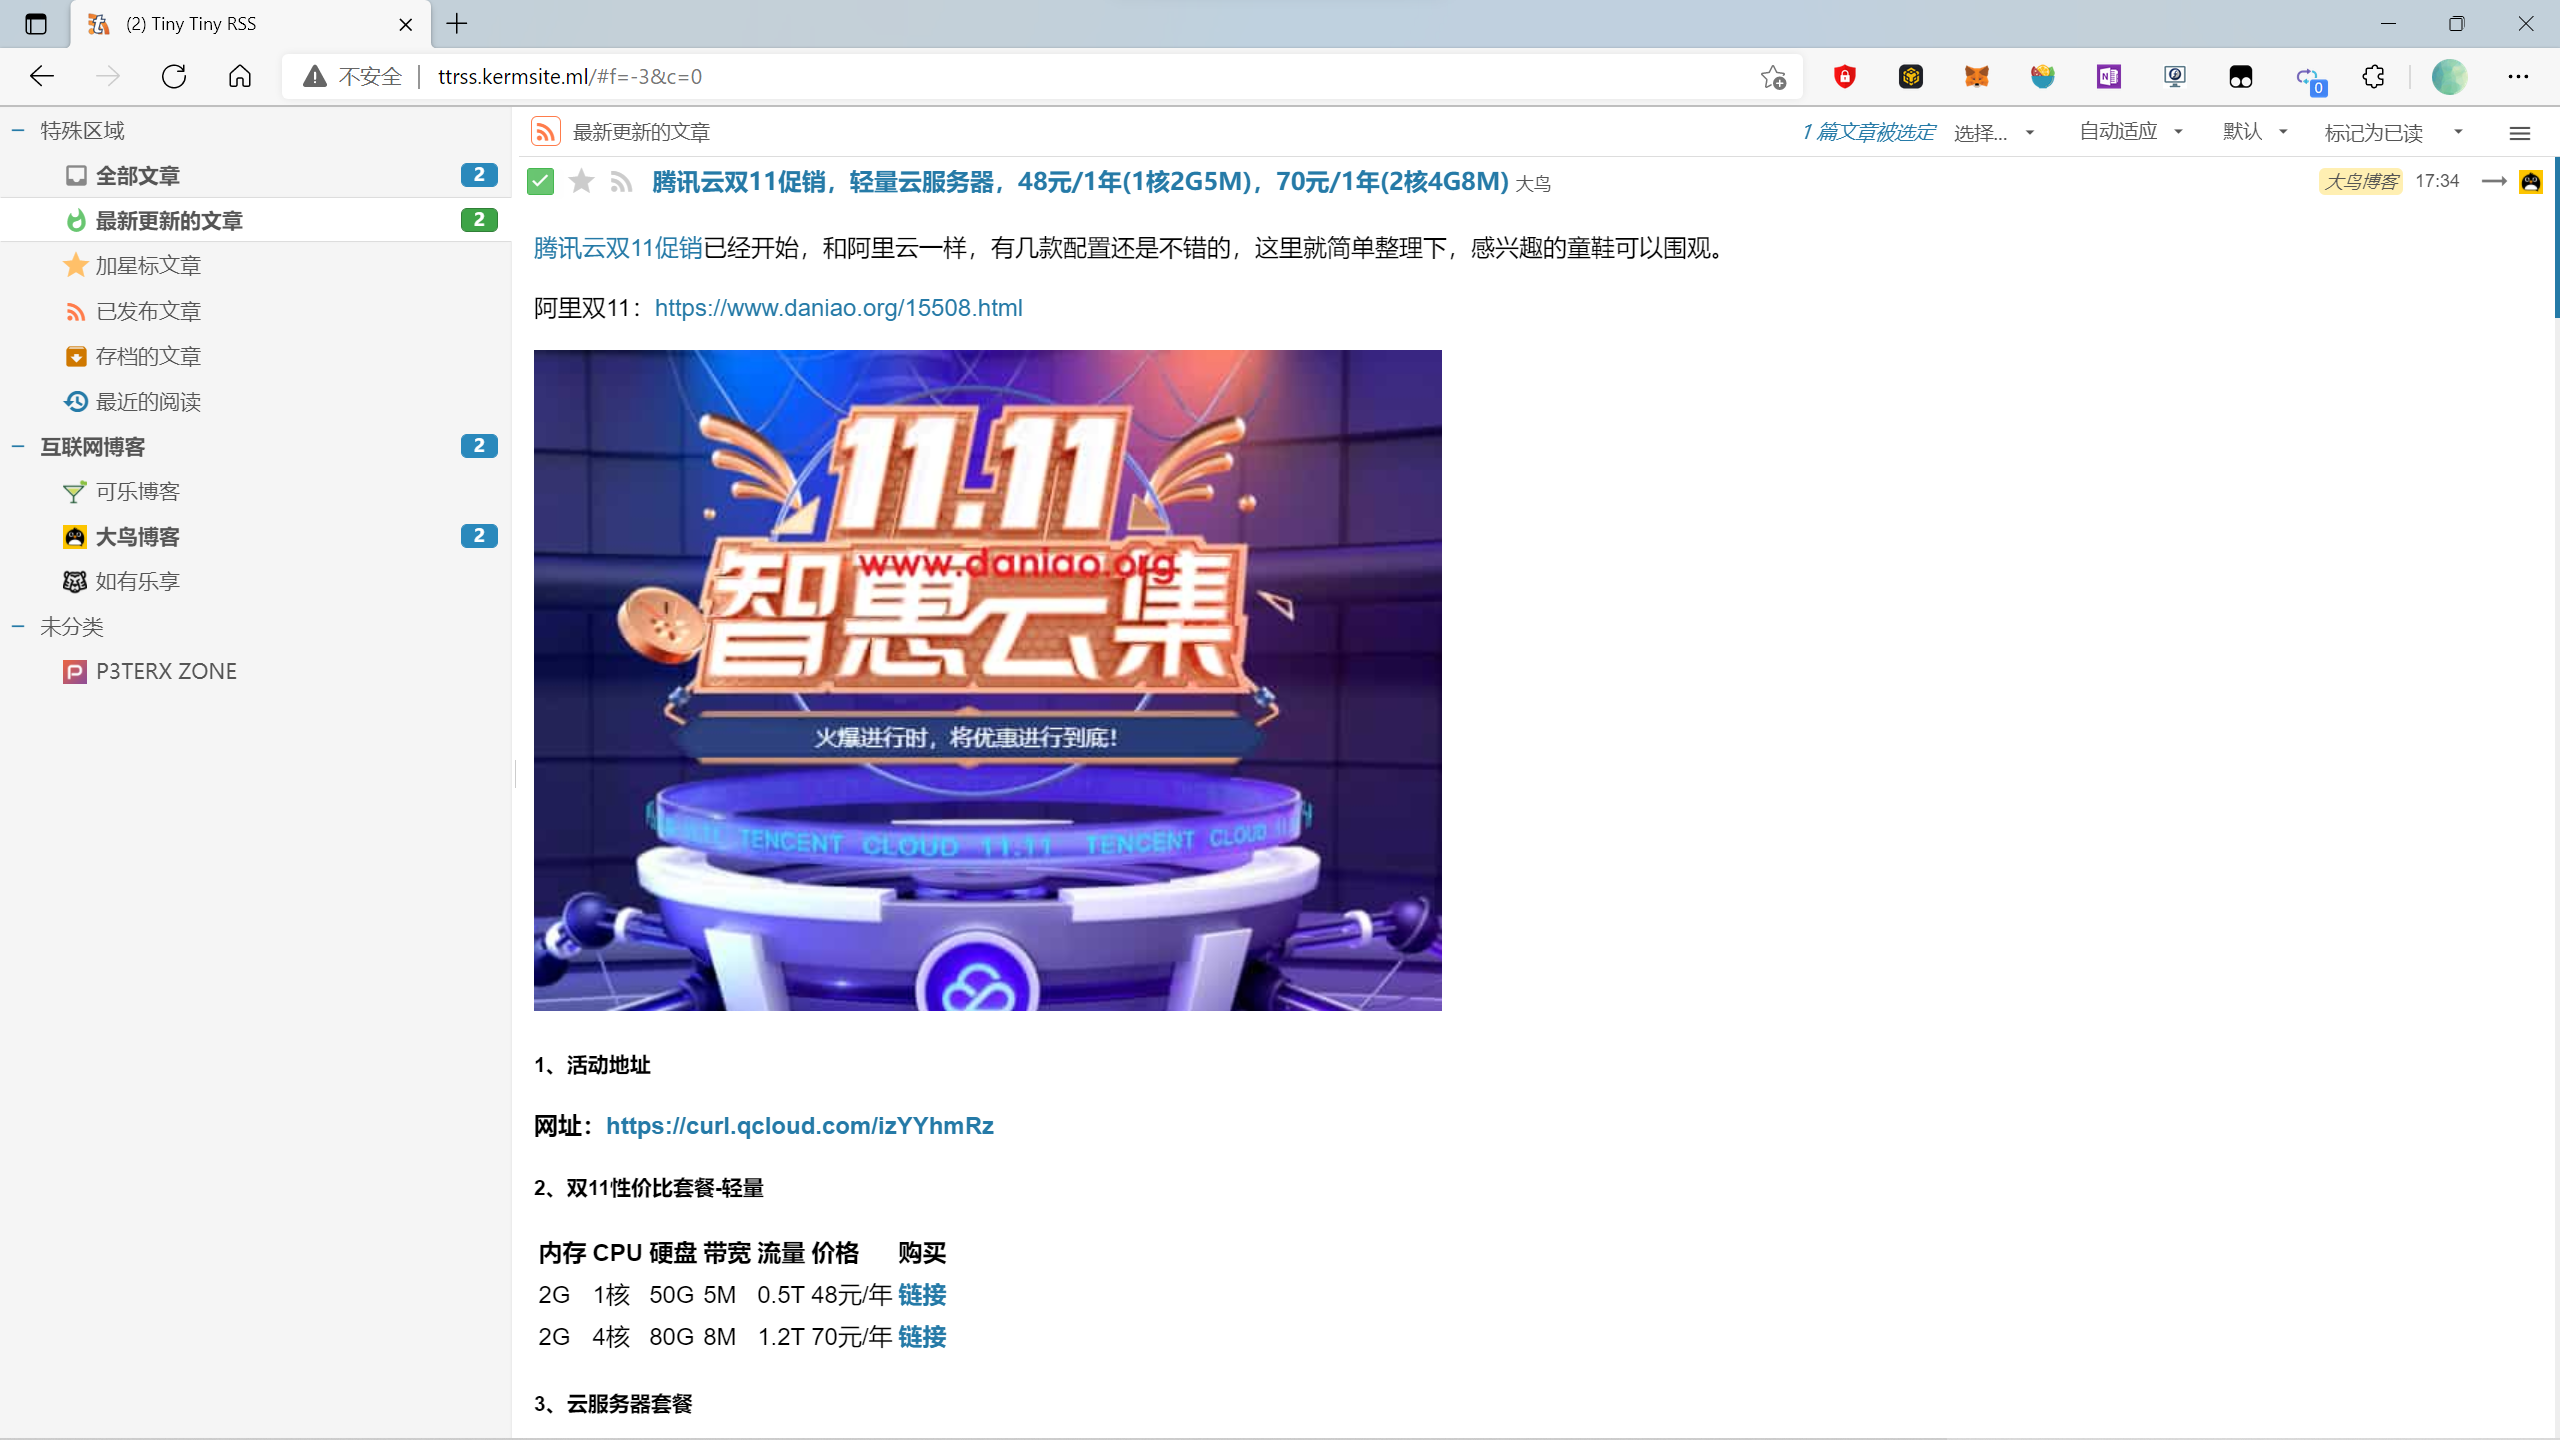 (2) Tiny Tiny RSS
不安全 ttrss.kermsite.ml/#f=-3&c=0
0
特殊区域
全部文章 2
最新更新的文章 2
加星标文章
已发布文章
存档的文章
最近的阅读
互联网博客 2
可乐博客
大鸟博客 2
如有乐享
未分类
P3TERX ZONE
最新更新的文章 1 篇文章被选定 选择... 自动适应 默认 标记为已读
腾讯云双11促销，轻量云服务器，48元/1年(1核2G5M)，70元/1年(2核4G8M) 大鸟 大鸟博客 17:34
腾讯云双11促销已经开始，和阿里云一样，有几款配置还是不错的，这里就简单整理下，感兴趣的童鞋可以围观。
阿里双11：https://www.daniao.org/15508.html
11.11
www.daniao.org
智惠云集
火爆进行时，将优惠进行到底！
TENCENT CLOUD 11.11 TENCENT CLOUD 11.11
1、活动地址
网址：https://curl.qcloud.com/izYYhmRz
2、双11性价比套餐-轻量
内存 CPU 硬盘 带宽 流量 价格 购买
2G 1核 50G 5M 0.5T 48元/年 链接
2G 4核 80G 8M 1.2T 70元/年 链接
3、云服务器套餐